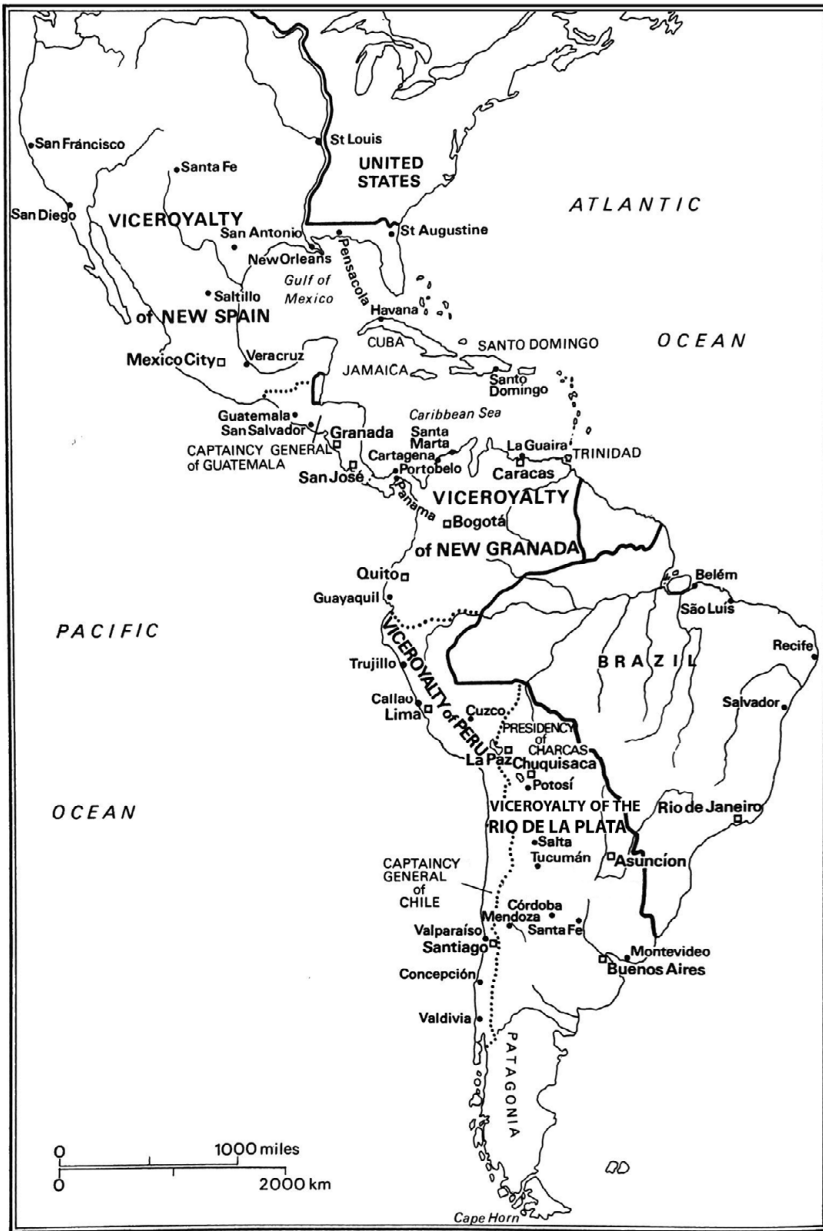 San Fráncisco
St Louis
Santa Fe
UNITED
STATES
ATLANTIC
San Diego
VICEROYALTY
San Antonio
St Augustine
New Orleans
Pensacola
Gulf of
Mexico
Saltillo
of NEW SPAIN
Havana
OCEAN
CUBA
SANTO DOMINGO
Mexico City
Veracruz
JAMAICA
Santo
Domingo
Caribbean Sea
Guatemala
San Salvador
Granada
Santa
Marta
La Guaira
TRINIDAD
CAPTAINCY GENERAL
of GUATEMALA
Cartagena
Portobelo
Caracas
San José
Panama
VICEROYALTY
Bogotá
of NEW GRANADA
Quito
Belém
Guayaquil
São Luís
PACIFIC
VICEROYALTY of PERU
Recife
Trujillo
BRAZIL
Callao
Lima
Cuzco
Salvador
PRESIDENCY
of
CHARCAS
La Paz
Chuquisaca
Potosí
OCEAN
VICEROYALTY OF THE
RIO DE LA PLATA
Rio de Janeiro
Salta
Tucumán
Asuncíon
CAPTAINCY
GENERAL
of
CHILE
Córdoba
Mendoza
Santa Fe
Valparaíso
Santiago
Montevideo
Buenos Aires
Concepción
Valdivia
PATAGONIA
0 1000 miles
0 2000 km
Cape Horn